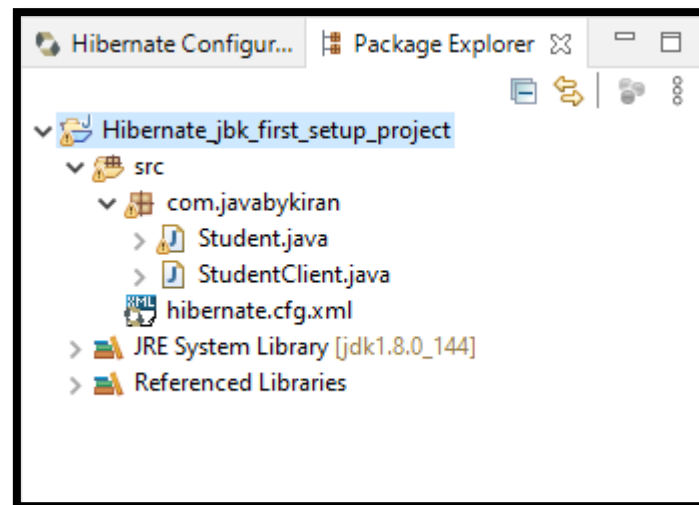 Hibernate Configur... Package Explorer
Hibernate_jbk_first_setup_project
src
com.javabykiran
Student.java
StudentClient.java
hibernate.cfg.xml
JRE System Library [jdk1.8.0_144]
Referenced Libraries